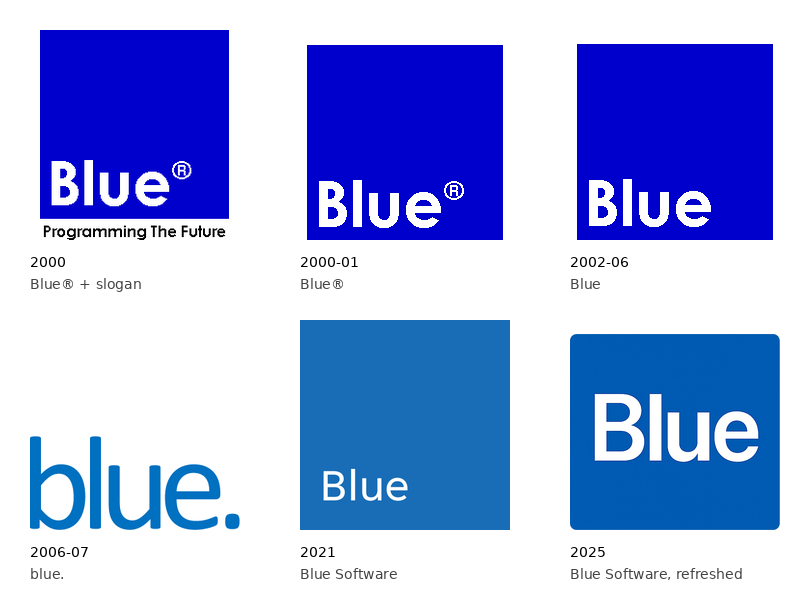 Blue®
Programming The Future
2000
Blue® + slogan
Blue®
2000-01
Blue®
Blue
2002-06
Blue
blue.
2006-07
blue.
Blue
2021
Blue Software
Blue
2025
Blue Software, refreshed